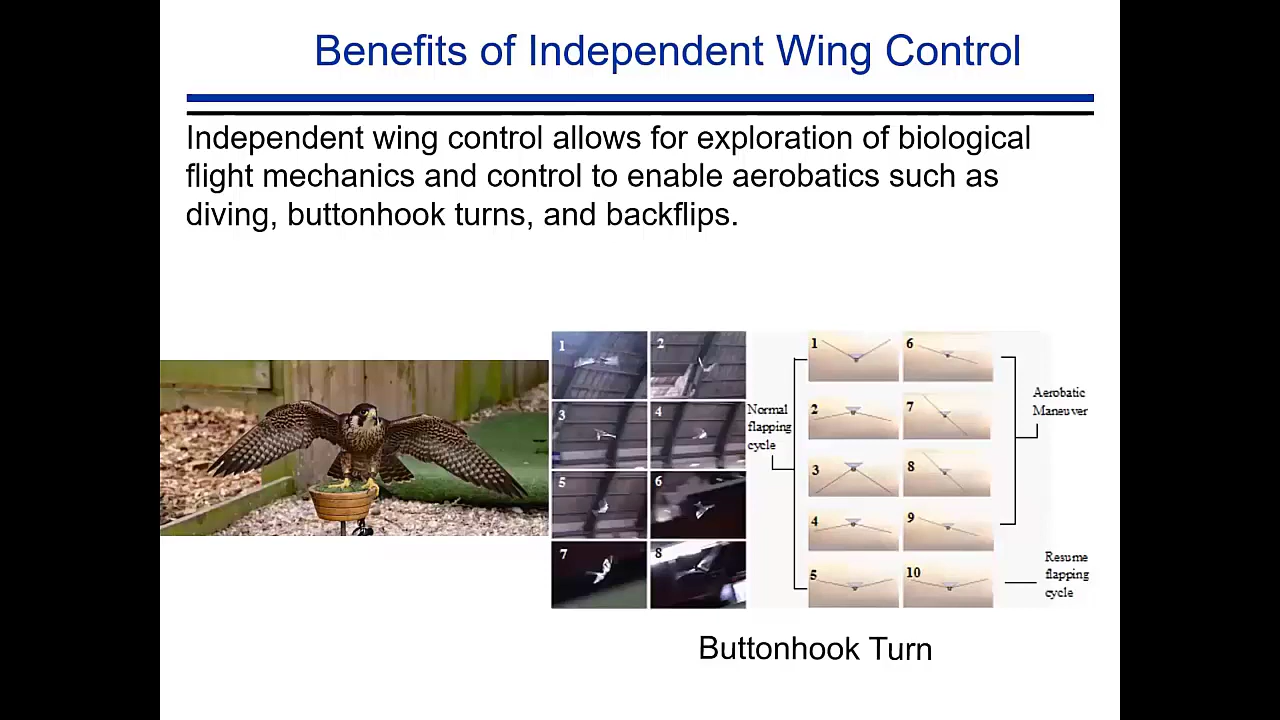 Benefits of Independent Wing Control
Independent wing control allows for exploration of biological
flight mechanics and control to enable aerobatics such as
diving, buttonhook turns, and backflips.
1
2
3
4
5
6
7
8
Normal
flapping
cycle
1
6
2
7
3
8
4
9
5
10
Aerobatic
Maneuver
Resume
flapping
cycle
Buttonhook Turn